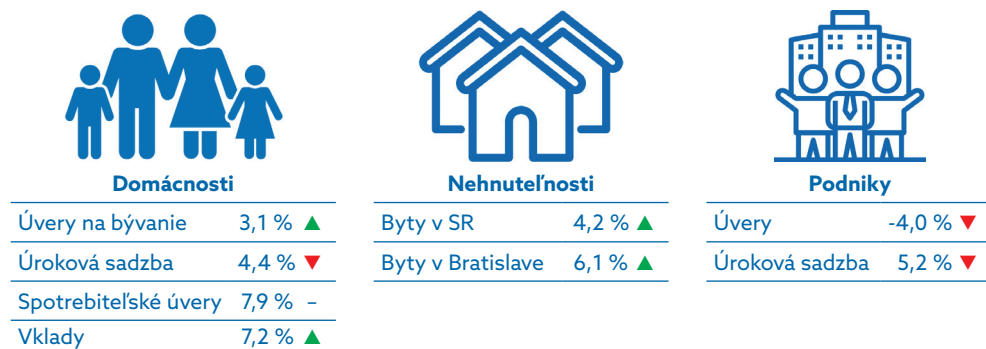 Domácnosti
Úvery na bývanie 3,1 % ▲
Úroková sadzba 4,4 % ▼
Spotrebiteľské úvery 7,9 % –
Vklady 7,2 % ▲
Nehnuteľnosti
Byty v SR 4,2 % ▲
Byty v Bratislave 6,1 % ▲
Podniky
Úvery -4,0 % ▼
Úroková sadzba 5,2 % ▼